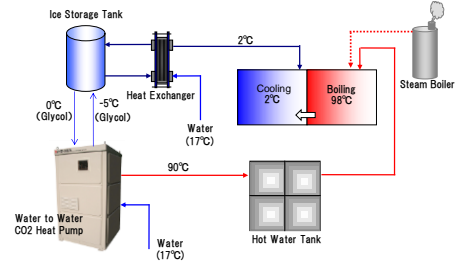 Ice Storage Tank
2℃
Heat Exchanger
Cooling
2℃
Boiling
98℃
Steam Boiler
0℃
(Glycol)
-5℃
(Glycol)
Water
(17℃)
90℃
Water to Water
CO2 Heat Pump
Water
(17℃)
Hot Water Tank